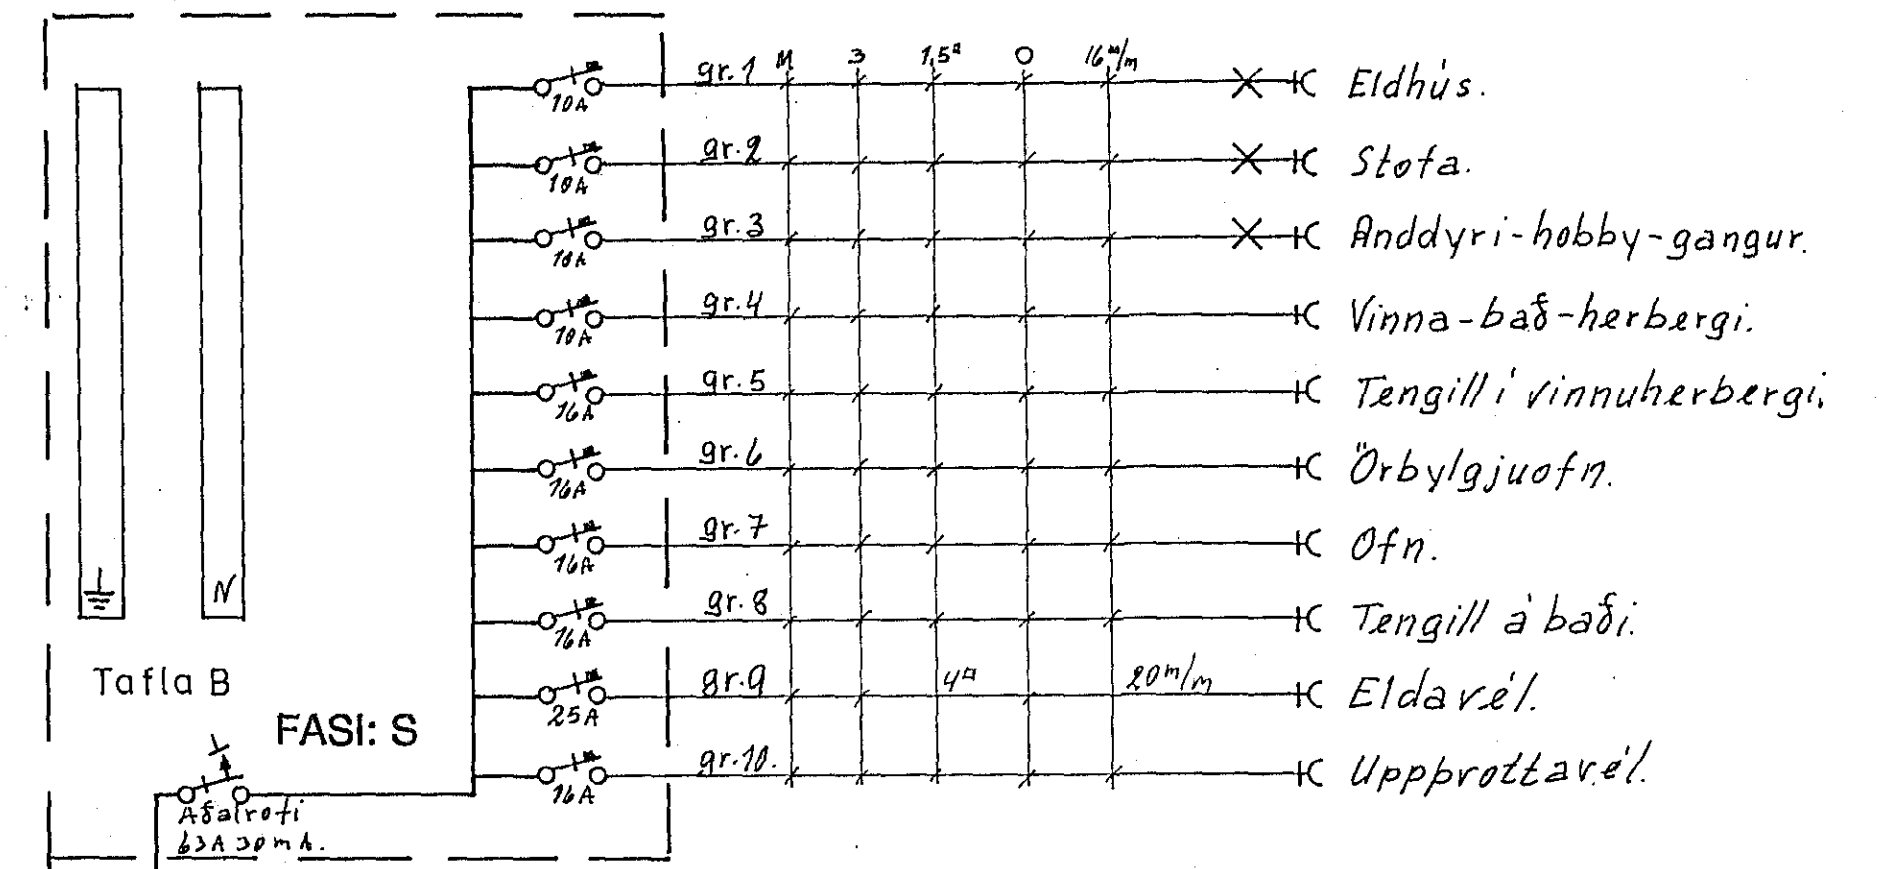 gr.1 M 3 1,5▫ O 16 m/m Eldhús.
10A
gr.2 Stofa.
10A
gr.3 Anddyri-hobby-gangur.
10A
gr.4 Vinna-bað-herbergi.
10A
gr.5 Tengill í vinnuherbergi.
16A
gr.6 Örbylgjuofn.
16A
gr.7 Ofn.
16A
N
gr.8 Tengill á baði.
16A
Tafla B
gr.9 4▫ 20 m/m Eldavél.
25A
FASI: S
gr.10. Uppþvottavél.
16A
Aðalrofi
63A 30mA.